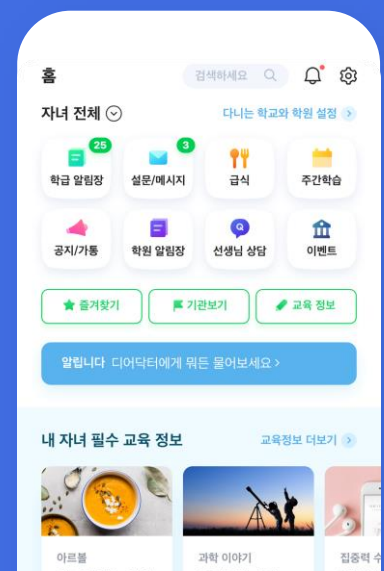 홈
검색하세요
자녀 전체
다니는 학교와 학원 설정 >
25
3
학급 알림장
설문/메시지
급식
주간학습
Q
공지/가통
학원 알림장
선생님 상담
이벤트
즐겨찾기
기관보기
교육 정보
알립니다 디어닥터에게 뭐든 물어보세요 >
내 자녀 필수 교육 정보
교육정보 더보기 >
아르볼
과학 이야기
집중력